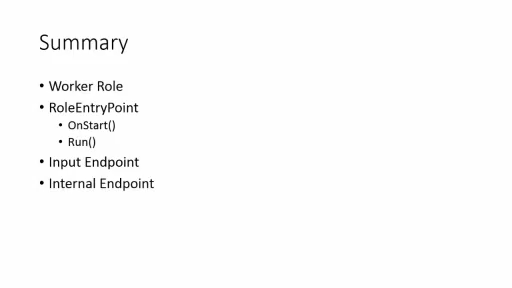 Summary
• Worker Role
• RoleEntryPoint
• OnStart()
• Run()
• Input Endpoint
• Internal Endpoint